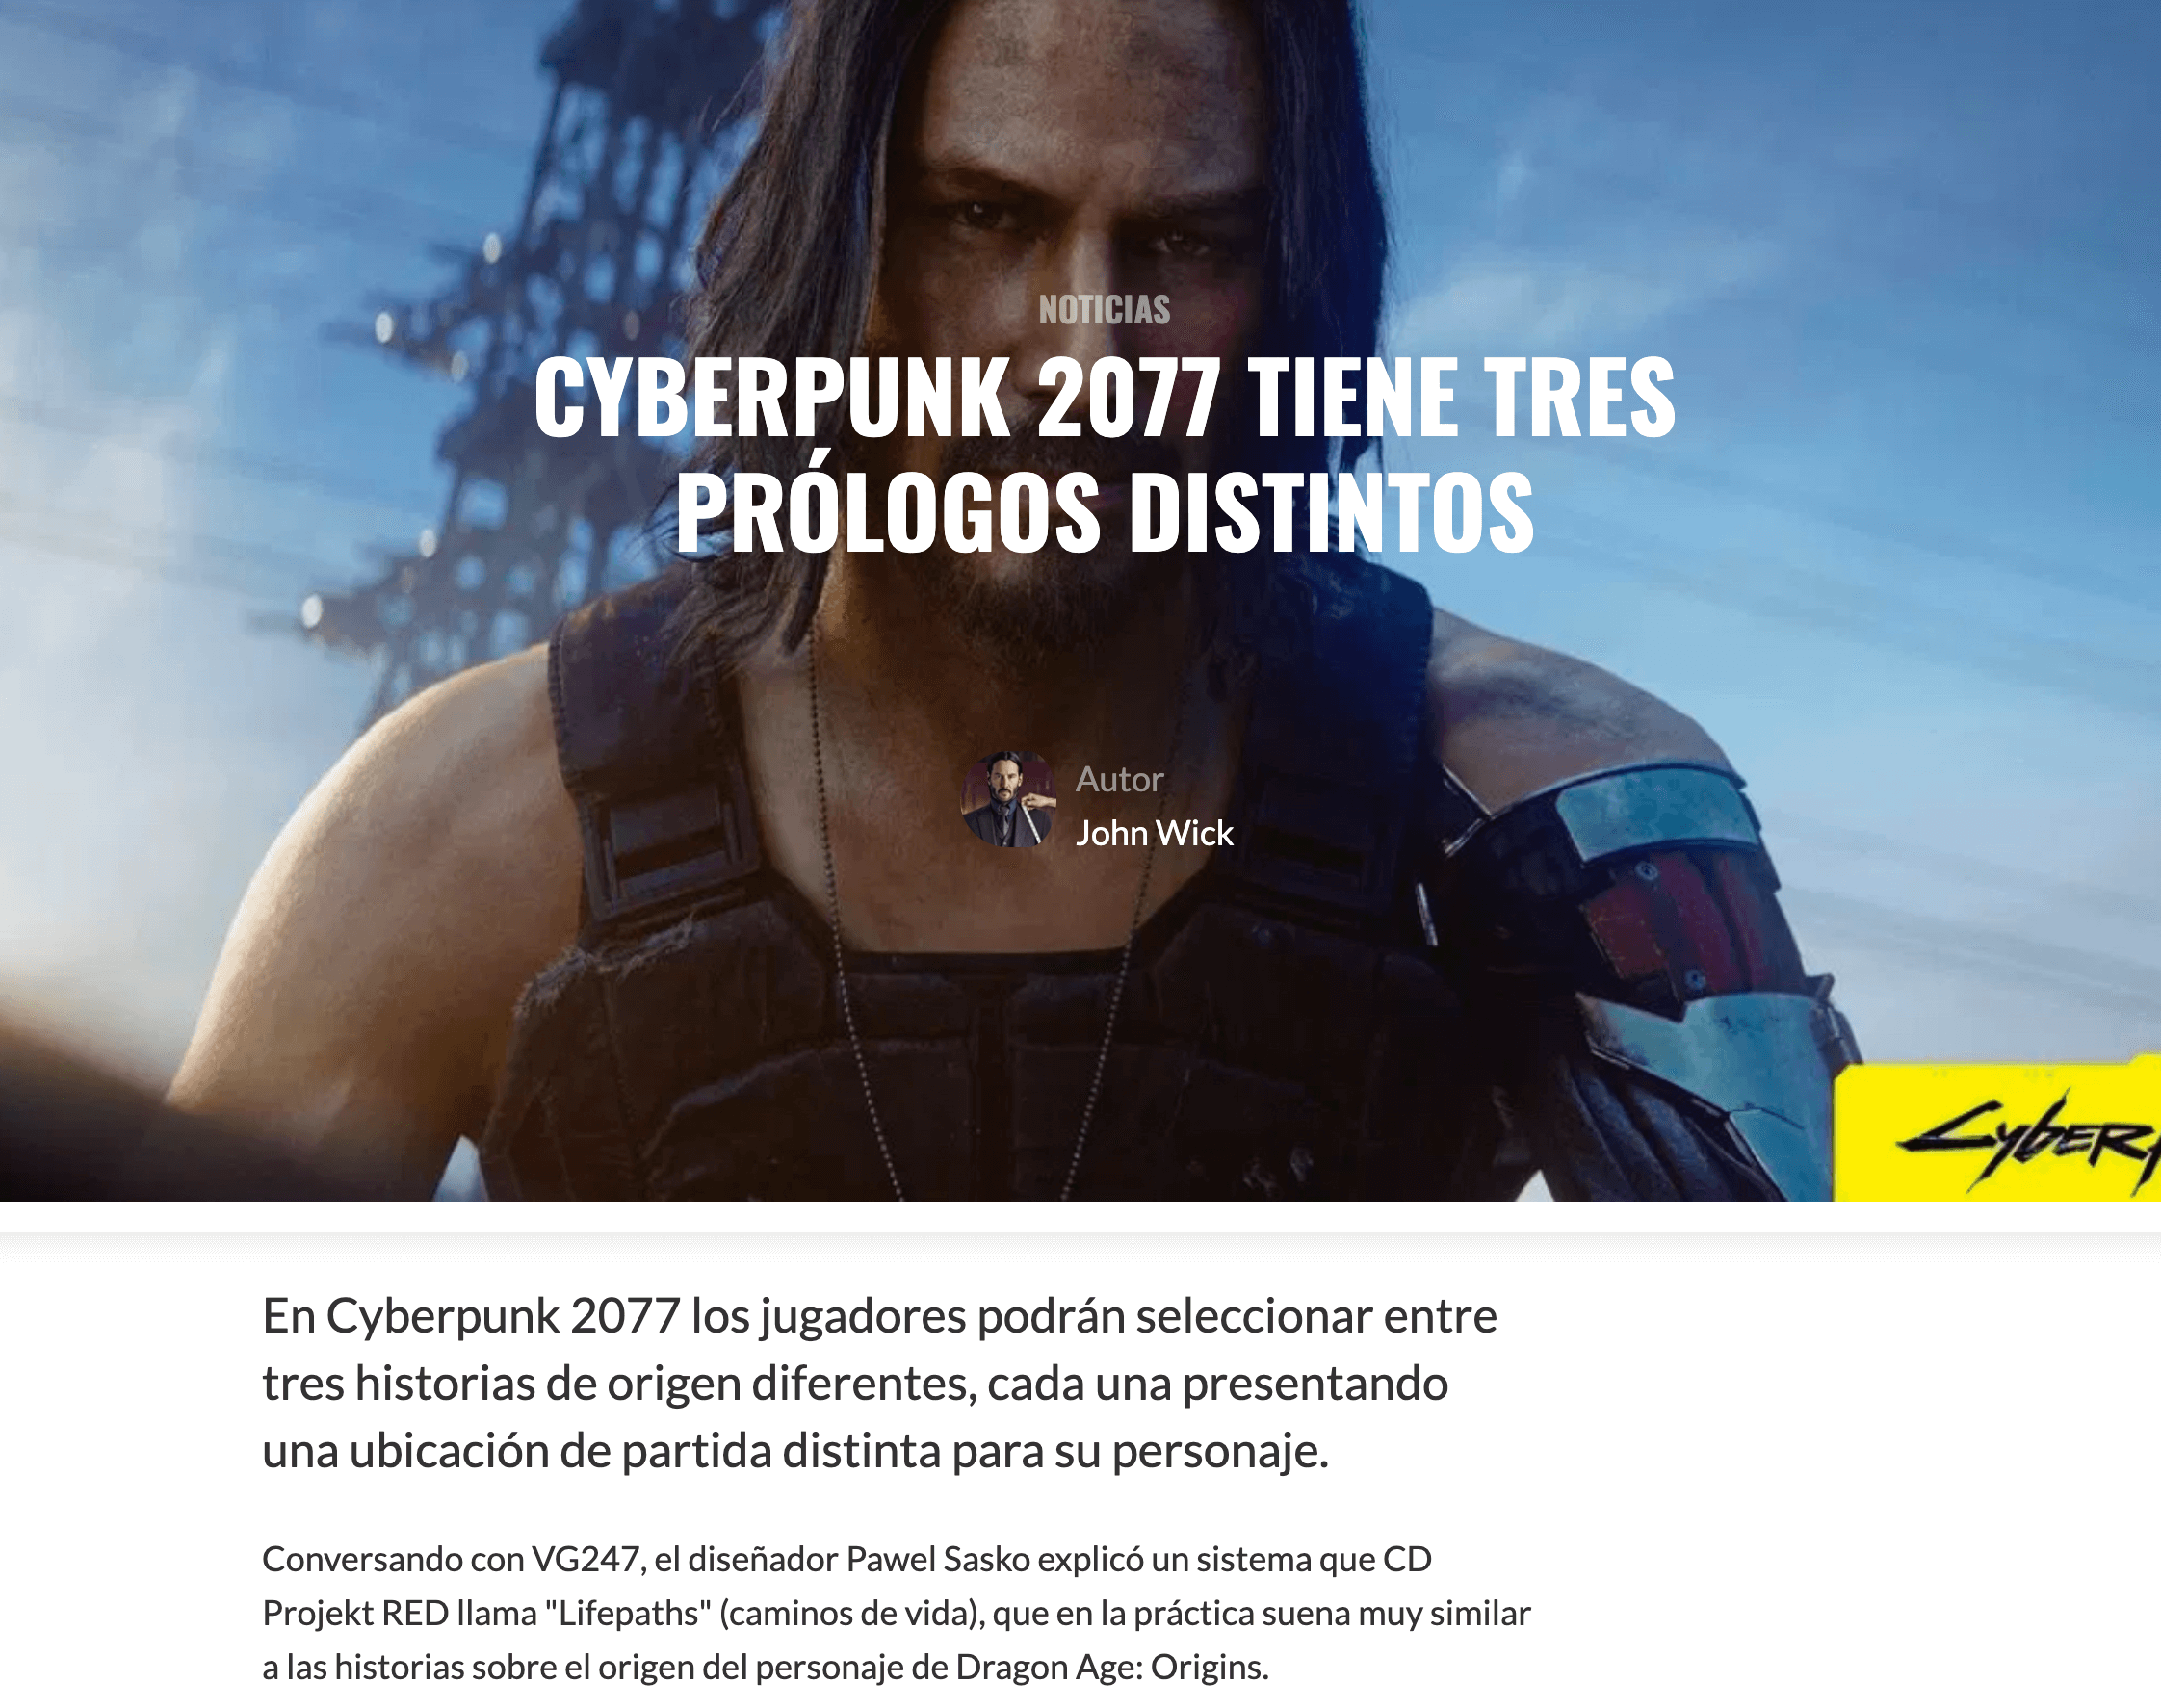 NOTICIAS
CYBERPUNK 2077 TIENE TRES
PRÓLOGOS DISTINTOS
Autor
John Wick
En Cyberpunk 2077 los jugadores podrán seleccionar entre
tres historias de origen diferentes, cada una presentando
una ubicación de partida distinta para su personaje.
Conversando con VG247, el diseñador Pawel Sasko explicó un sistema que CD
Projekt RED llama "Lifepaths" (caminos de vida), que en la práctica suena muy similar
a las historias sobre el origen del personaje de Dragon Age: Origins.